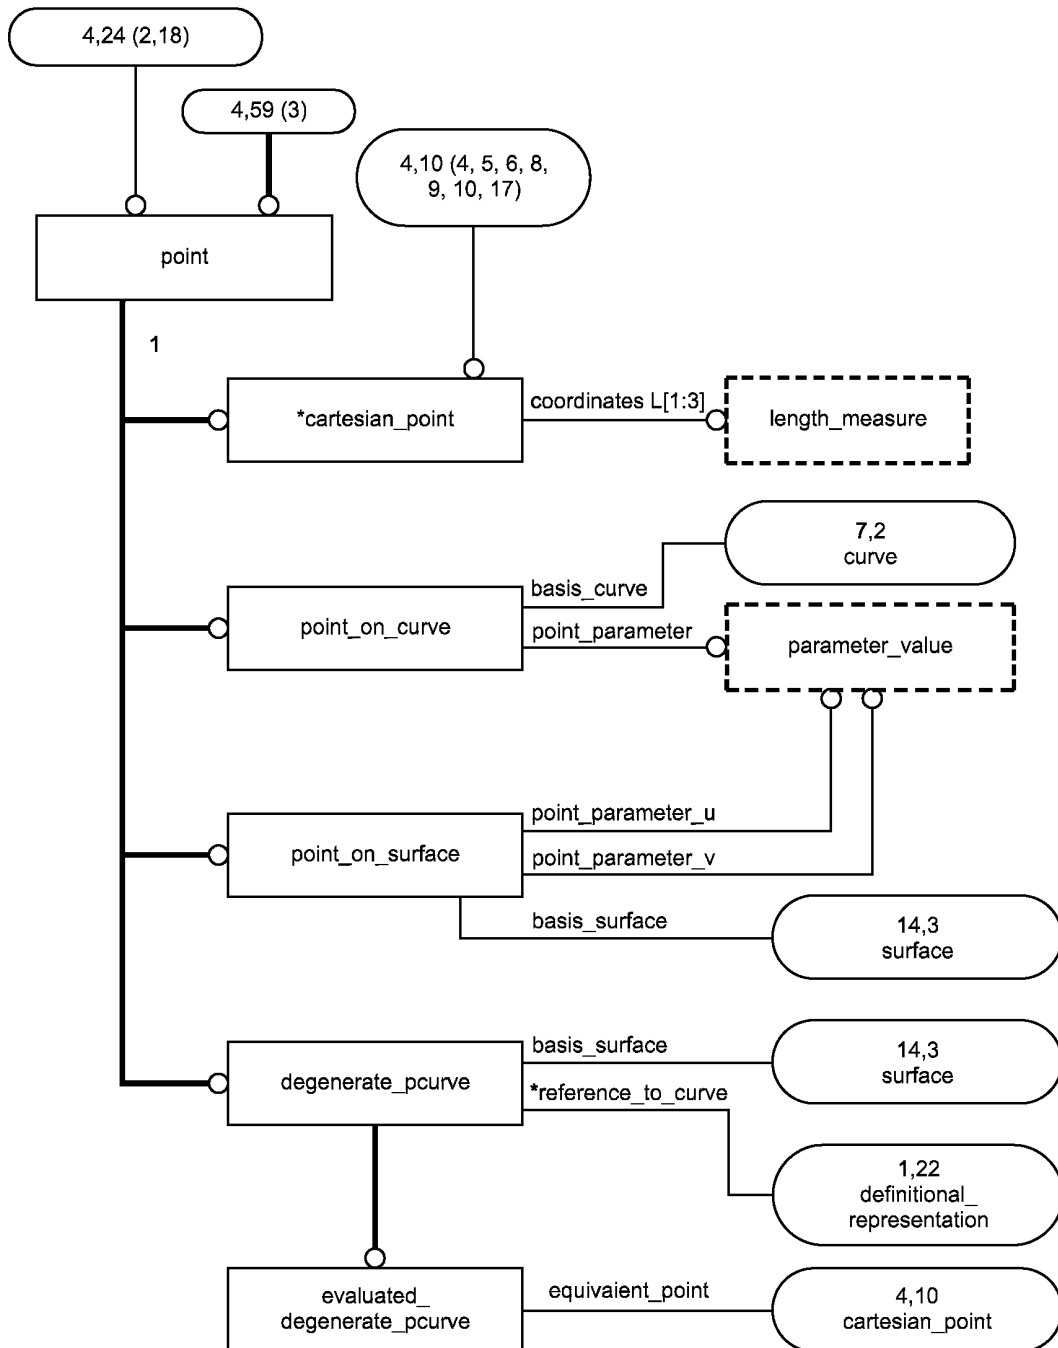 4,24 (2,18)
4,59 (3)
4,10 (4, 5, 6, 8,
9, 10, 17)
point
1
*cartesian_point
coordinates L[1:3]
length_measure
7,2
curve
basis_curve
point_on_curve
point_parameter
parameter_value
point_parameter_u
point_on_surface
point_parameter_v
basis_surface
14,3
surface
basis_surface
14,3
surface
degenerate_pcurve
*reference_to_curve
1,22
definitional_
representation
evaluated_
degenerate_pcurve
equivaient_point
4,10
cartesian_point